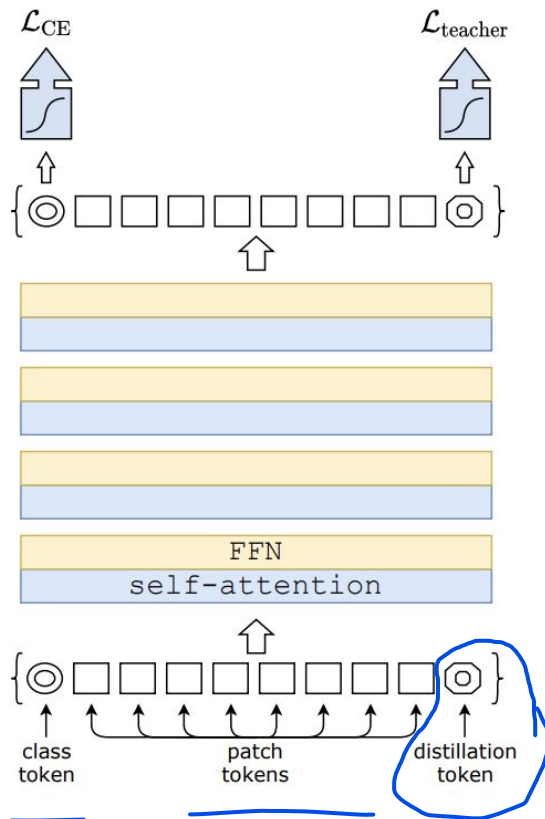 ℒCE ℒteacher
FFN
self-attention
class patch distillation
token tokens token